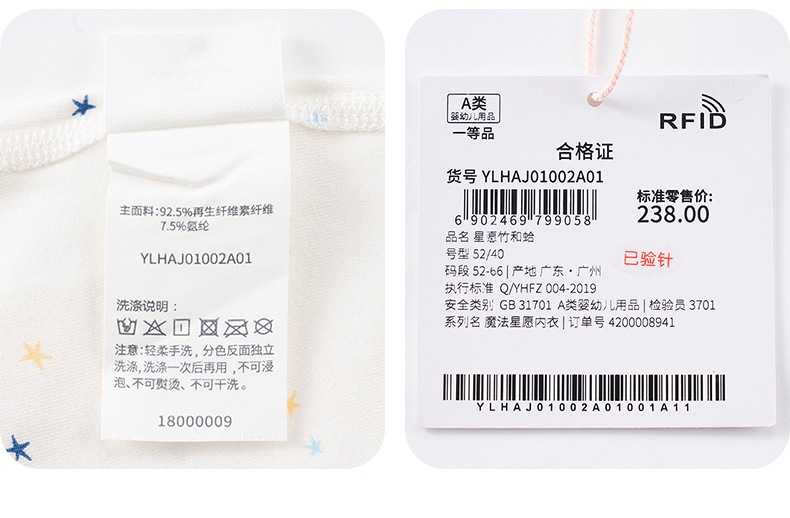 主面料：92.5%再生纤维素纤维
7.5%氨纶
YLHAJ01002A01
洗涤说明：
注意：轻柔手洗，分色反面独立
洗涤，洗涤一次后再用，不可浸
泡、不可熨烫、不可干洗。
18000009
A类
婴幼儿用品
一等品
RFID
合格证
货号 YLHAJ01002A01
6 902469 799058
标准零售价:
238.00
品名 星愿竹和蛤
号型 52/40
码段 52-66 | 产地 广东·广州
已验针
执行标准 Q/YHFZ 004-2019
安全类别 GB 31701 A类婴幼儿用品 | 检验员 3701
系列名 魔法星愿内衣 | 订单号 4200008941
YLHAJ01002A01001A11